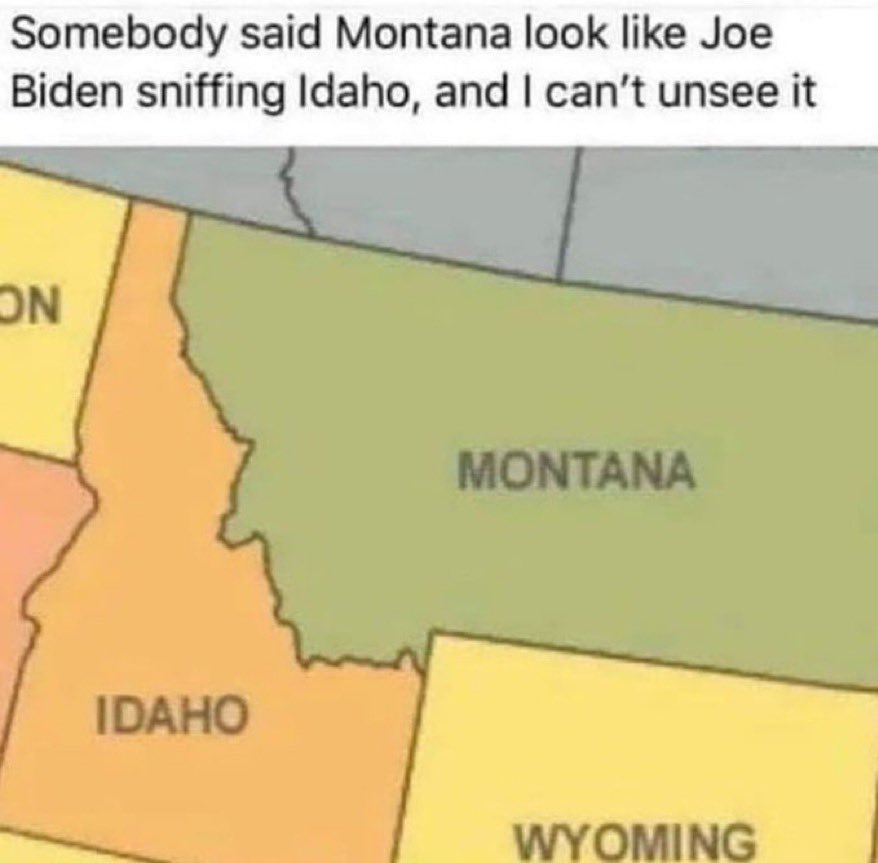 Somebody said Montana look like Joe
Biden sniffing Idaho, and I can't unsee it
ON
MONTANA
IDAHO
WYOMING